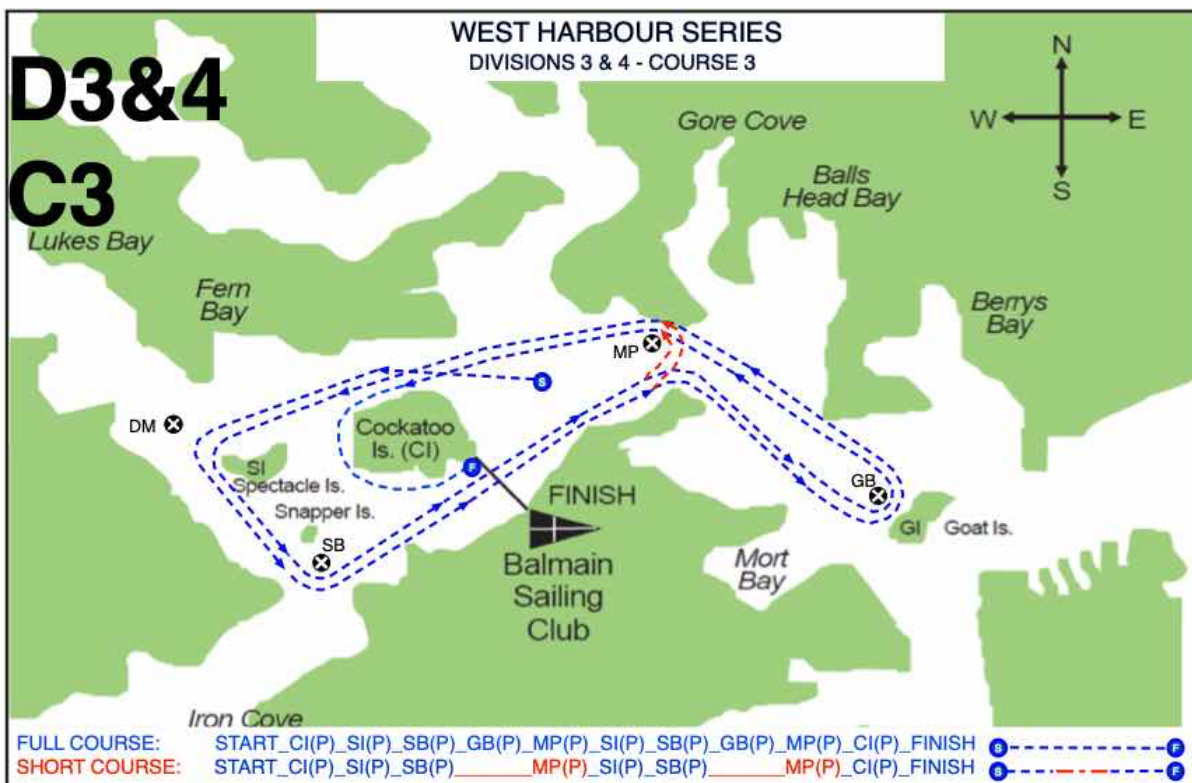 WEST HARBOUR SERIES
DIVISIONS 3 & 4 - COURSE 3
D3&4
C3
N
W
E
S
Gore Cove
Balls
Head Bay
Lukes Bay
Fern
Bay
Berrys
Bay
MP
S
DM
Cockatoo
Is. (CI)
SI
Spectacle Is.
F
GB
Snapper Is.
FINISH
GI
Goat Is.
SB
Mort
Bay
Balmain
Sailing
Club
Iron Cove
FULL COURSE: START_CI(P)_SI(P)_SB(P)_GB(P)_MP(P)_SI(P)_SB(P)_GB(P)_MP(P)_CI(P)_FINISH S F
SHORT COURSE: START_CI(P)_SI(P)_SB(P)______MP(P)_SI(P)_SB(P)______MP(P)_CI(P)_FINISH S F